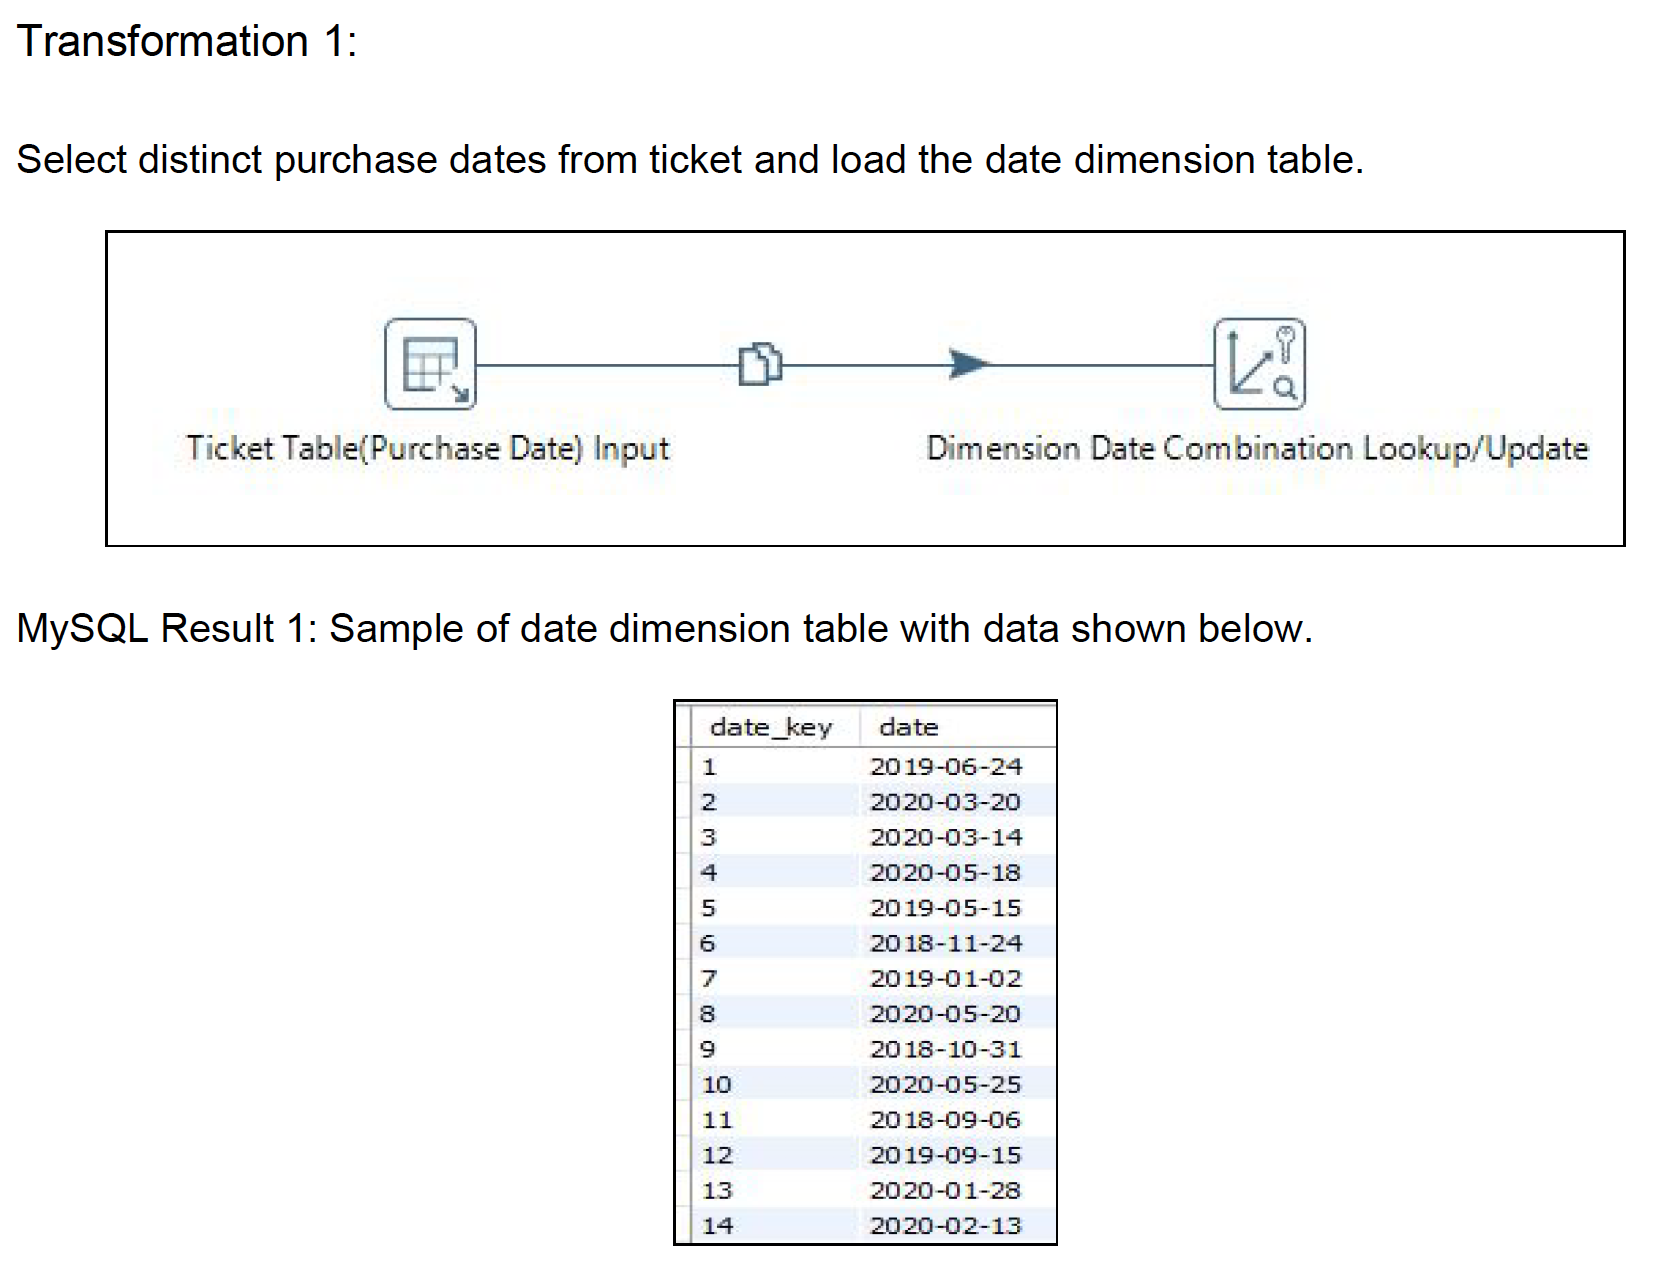 Transformation 1:
Select distinct purchase dates from ticket and load the date dimension table.
Ticket Table(Purchase Date) Input
Dimension Date Combination Lookup/Update
MySQL Result 1: Sample of date dimension table with data shown below.
date_key date
1 2019-06-24
2 2020-03-20
3 2020-03-14
4 2020-05-18
5 2019-05-15
6 2018-11-24
7 2019-01-02
8 2020-05-20
9 2018-10-31
10 2020-05-25
11 2018-09-06
12 2019-09-15
13 2020-01-28
14 2020-02-13